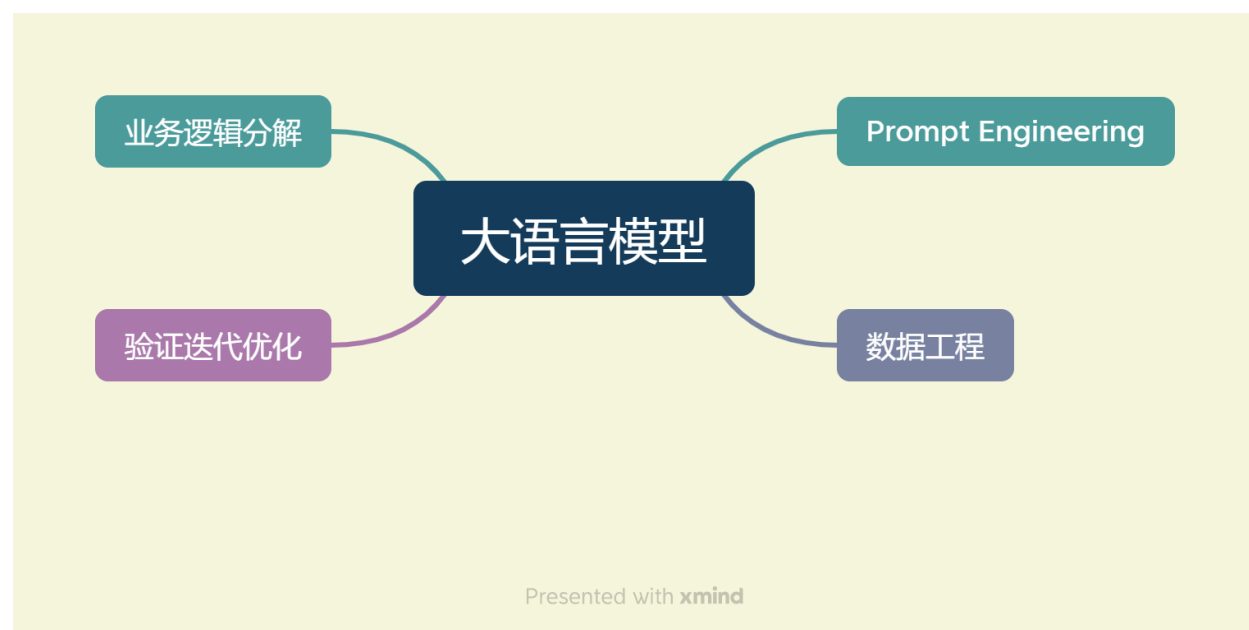 业务逻辑分解
Prompt Engineering
大语言模型
验证迭代优化
数据工程
Presented with xmind